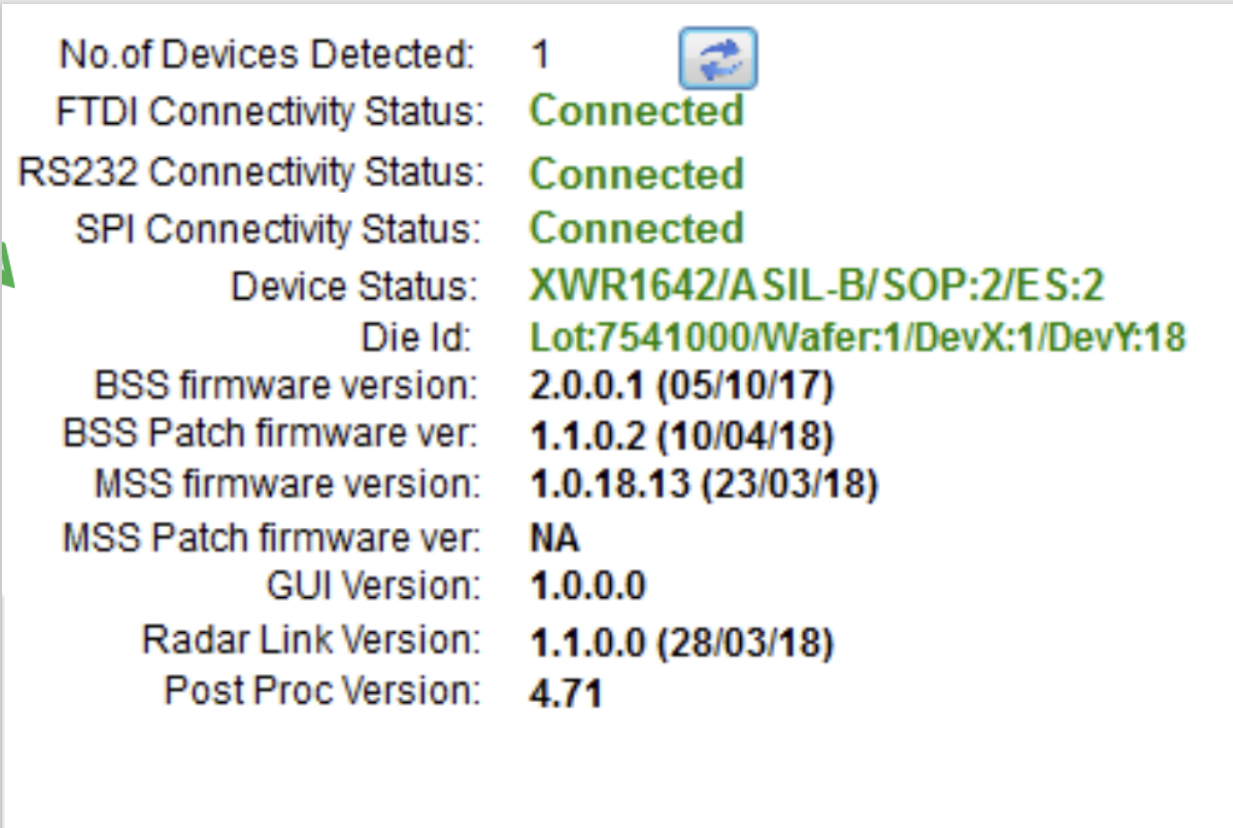 No.of Devices Detected: 1
FTDI Connectivity Status: Connected
RS232 Connectivity Status: Connected
SPI Connectivity Status: Connected
Device Status: XWR1642/ASIL-B/SOP:2/ES:2
Die Id: Lot:7541000/Wafer:1/DevX:1/DevY:18
BSS firmware version: 2.0.0.1 (05/10/17)
BSS Patch firmware ver: 1.1.0.2 (10/04/18)
MSS firmware version: 1.0.18.13 (23/03/18)
MSS Patch firmware ver: NA
GUI Version: 1.0.0.0
Radar Link Version: 1.1.0.0 (28/03/18)
Post Proc Version: 4.71